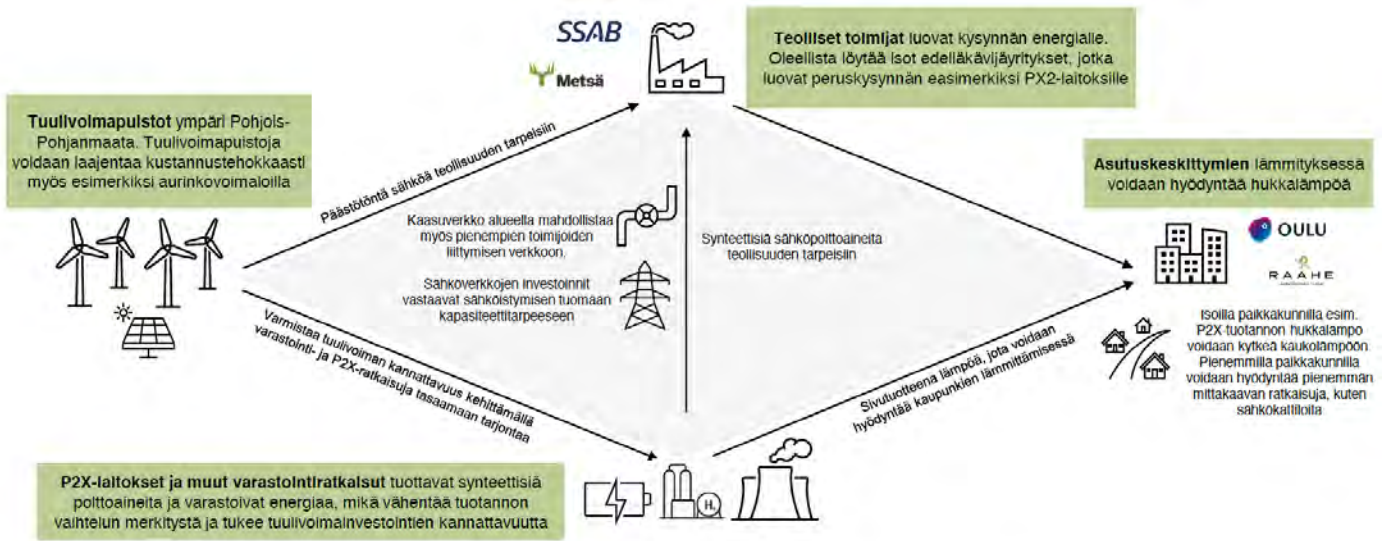 SSAB
Metsä
Teolliset toimijat luovat kysynnän energialle.
Oleellista löytää isot edelläkävijäyritykset, jotka
luovat peruskysynnän easimerkiksi PX2-laitoksille
Tuulivoimapuistot ympäri Pohjois-
Pohjanmaata. Tuulivoimapuistoja
voidaan laajentaa kustannustehokkaasti
myös esimerkiksi aurinkovoimaloilla
Päästötöntä sähköä teollisuuden tarpeisiin
Asutuskeskittymien lämmityksessä
voidaan hyödyntää hukkalämpöä
Kaasuverkko alueella mahdollistaa
myös pienempien toimijoiden
liittymisen verkkoon.
Synteettisiä sähköpolttoaineita
teollisuuden tarpeisiin
Sähköverkkojen investoinnit
vastaavat sähköistymisen tuomaan
kapasiteettitarpeeseen
OULU
RAAHE
Isoilla paikkakunnilla esim.
P2X-tuotannon hukkalämpö
voidaan kytkeä kaukolämpöön.
Pienemmillä paikkakunnilla
voidaan hyödyntää pienemmän
mittakaavan ratkaisuja, kuten
sähkökattiloita
Varmistaa tuulivoiman kannattavuus kehittämällä
varastointi- ja P2X-ratkaisuja tasaamaan tarjontaa
Sivutuotteena lämpöä, jota voidaan
hyödyntää kaupunkien lämmittämisessä
P2X-laitokset ja muut varastointiratkaisut tuottavat synteettisiä
polttoaineita ja varastoivat energiaa, mikä vähentää tuotannon
vaihtelun merkitystä ja tukee tuulivoimainvestointien kannattavuutta
H₂